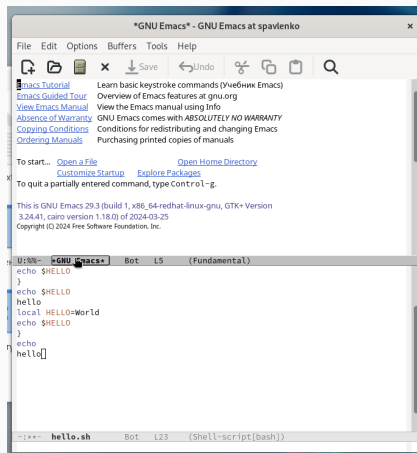 *GNU Emacs* - GNU Emacs at spavlenko ×
File Edit Options Buffers Tools Help
Save Undo
Emacs Tutorial Learn basic keystroke commands (Учебник Emacs)
Emacs Guided Tour Overview of Emacs features at gnu.org
View Emacs Manual View the Emacs manual using Info
Absence of Warranty GNU Emacs comes with ABSOLUTELY NO WARRANTY
Copying Conditions Conditions for redistributing and changing Emacs
Ordering Manuals Purchasing printed copies of manuals
To start... Open a File Open Home Directory
Customize Startup Explore Packages
To quit a partially entered command, type Control-g.
This is GNU Emacs 29.3 (build 1, x86_64-redhat-linux-gnu, GTK+ Version
3.24.41, cairo version 1.18.0) of 2024-03-25
Copyright (C) 2024 Free Software Foundation, Inc.
U:%%- *GNU Emacs* Bot L5 (Fundamental)
echo $HELLO
}
echo $HELLO
hello
local HELLO=World
echo $HELLO
}
echo
hello
-:**- hello.sh Bot L23 (Shell-script[bash])